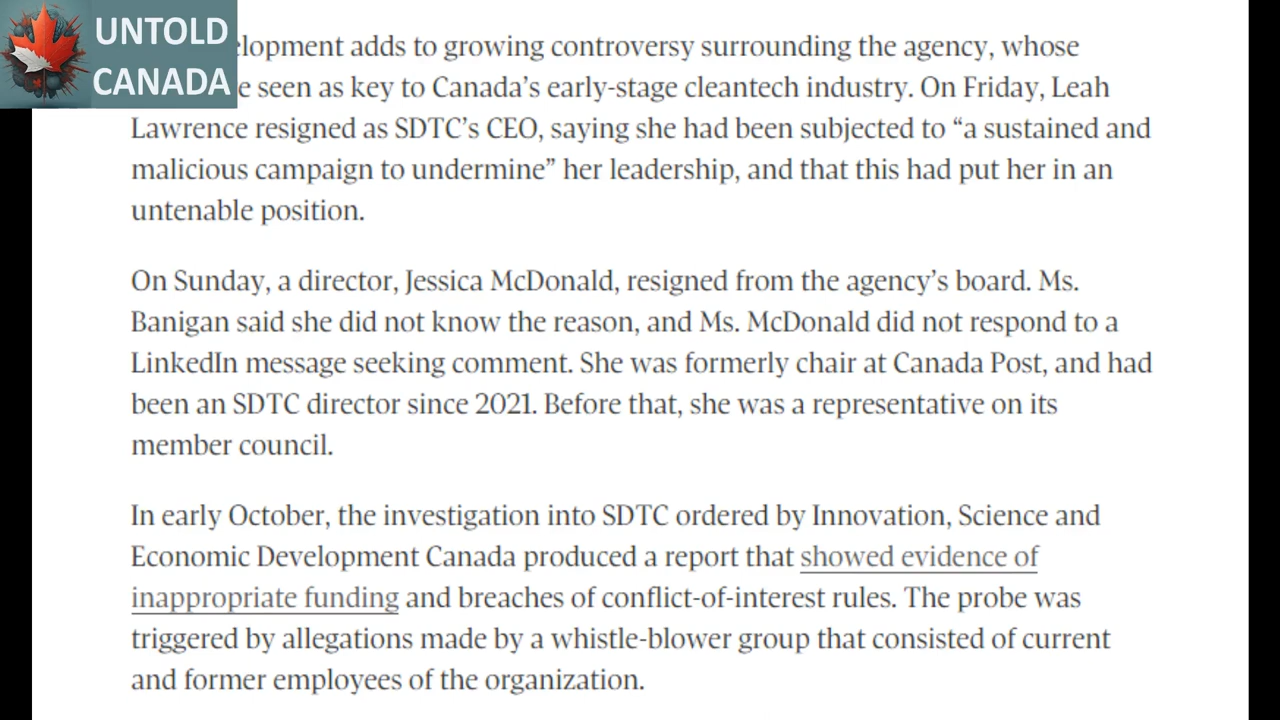 UNTOLD
CANADA
elopment adds to growing controversy surrounding the agency, whose
e seen as key to Canada’s early-stage cleantech industry. On Friday, Leah
Lawrence resigned as SDTC’s CEO, saying she had been subjected to “a sustained and
malicious campaign to undermine” her leadership, and that this had put her in an
untenable position.
On Sunday, a director, Jessica McDonald, resigned from the agency’s board. Ms.
Banigan said she did not know the reason, and Ms. McDonald did not respond to a
LinkedIn message seeking comment. She was formerly chair at Canada Post, and had
been an SDTC director since 2021. Before that, she was a representative on its
member council.
In early October, the investigation into SDTC ordered by Innovation, Science and
Economic Development Canada produced a report that showed evidence of
inappropriate funding and breaches of conflict-of-interest rules. The probe was
triggered by allegations made by a whistle-blower group that consisted of current
and former employees of the organization.